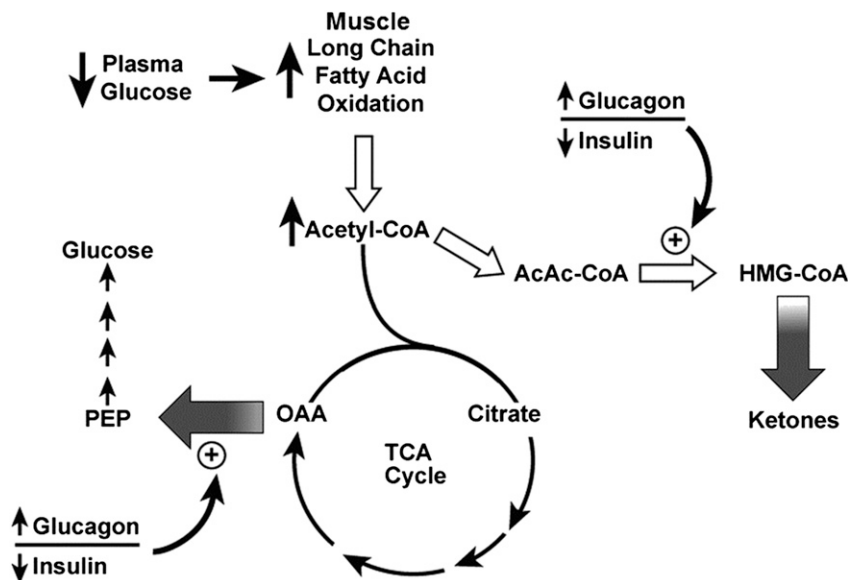 Muscle
Long Chain
Fatty Acid
Oxidation
Plasma
Glucose
Glucagon
Insulin
Acetyl-CoA
Glucose
AcAc-CoA
HMG-CoA
PEP
OAA
Citrate
Ketones
TCA
Cycle
Glucagon
Insulin